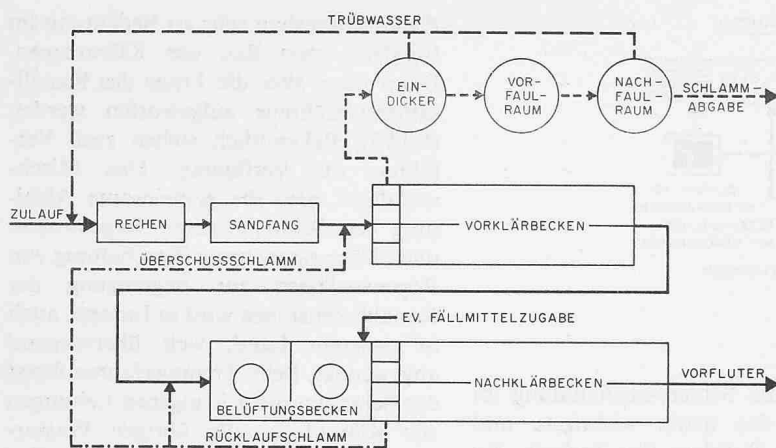 TRÜBWASSER
EIN-
DICKER
VOR-
FAUL-
RAUM
NACH-
FAUL-
RAUM
SCHLAMM-
ABGABE
ZULAUF
RECHEN
SANDFANG
VORKLÄRBECKEN
ÜBERSCHUSSSCHLAMM
EV. FÄLLMITTELZUGABE
BELÜFTUNGSBECKEN
NACHKLÄRBECKEN
VORFLUTER
RÜCKLAUFSCHLAMM